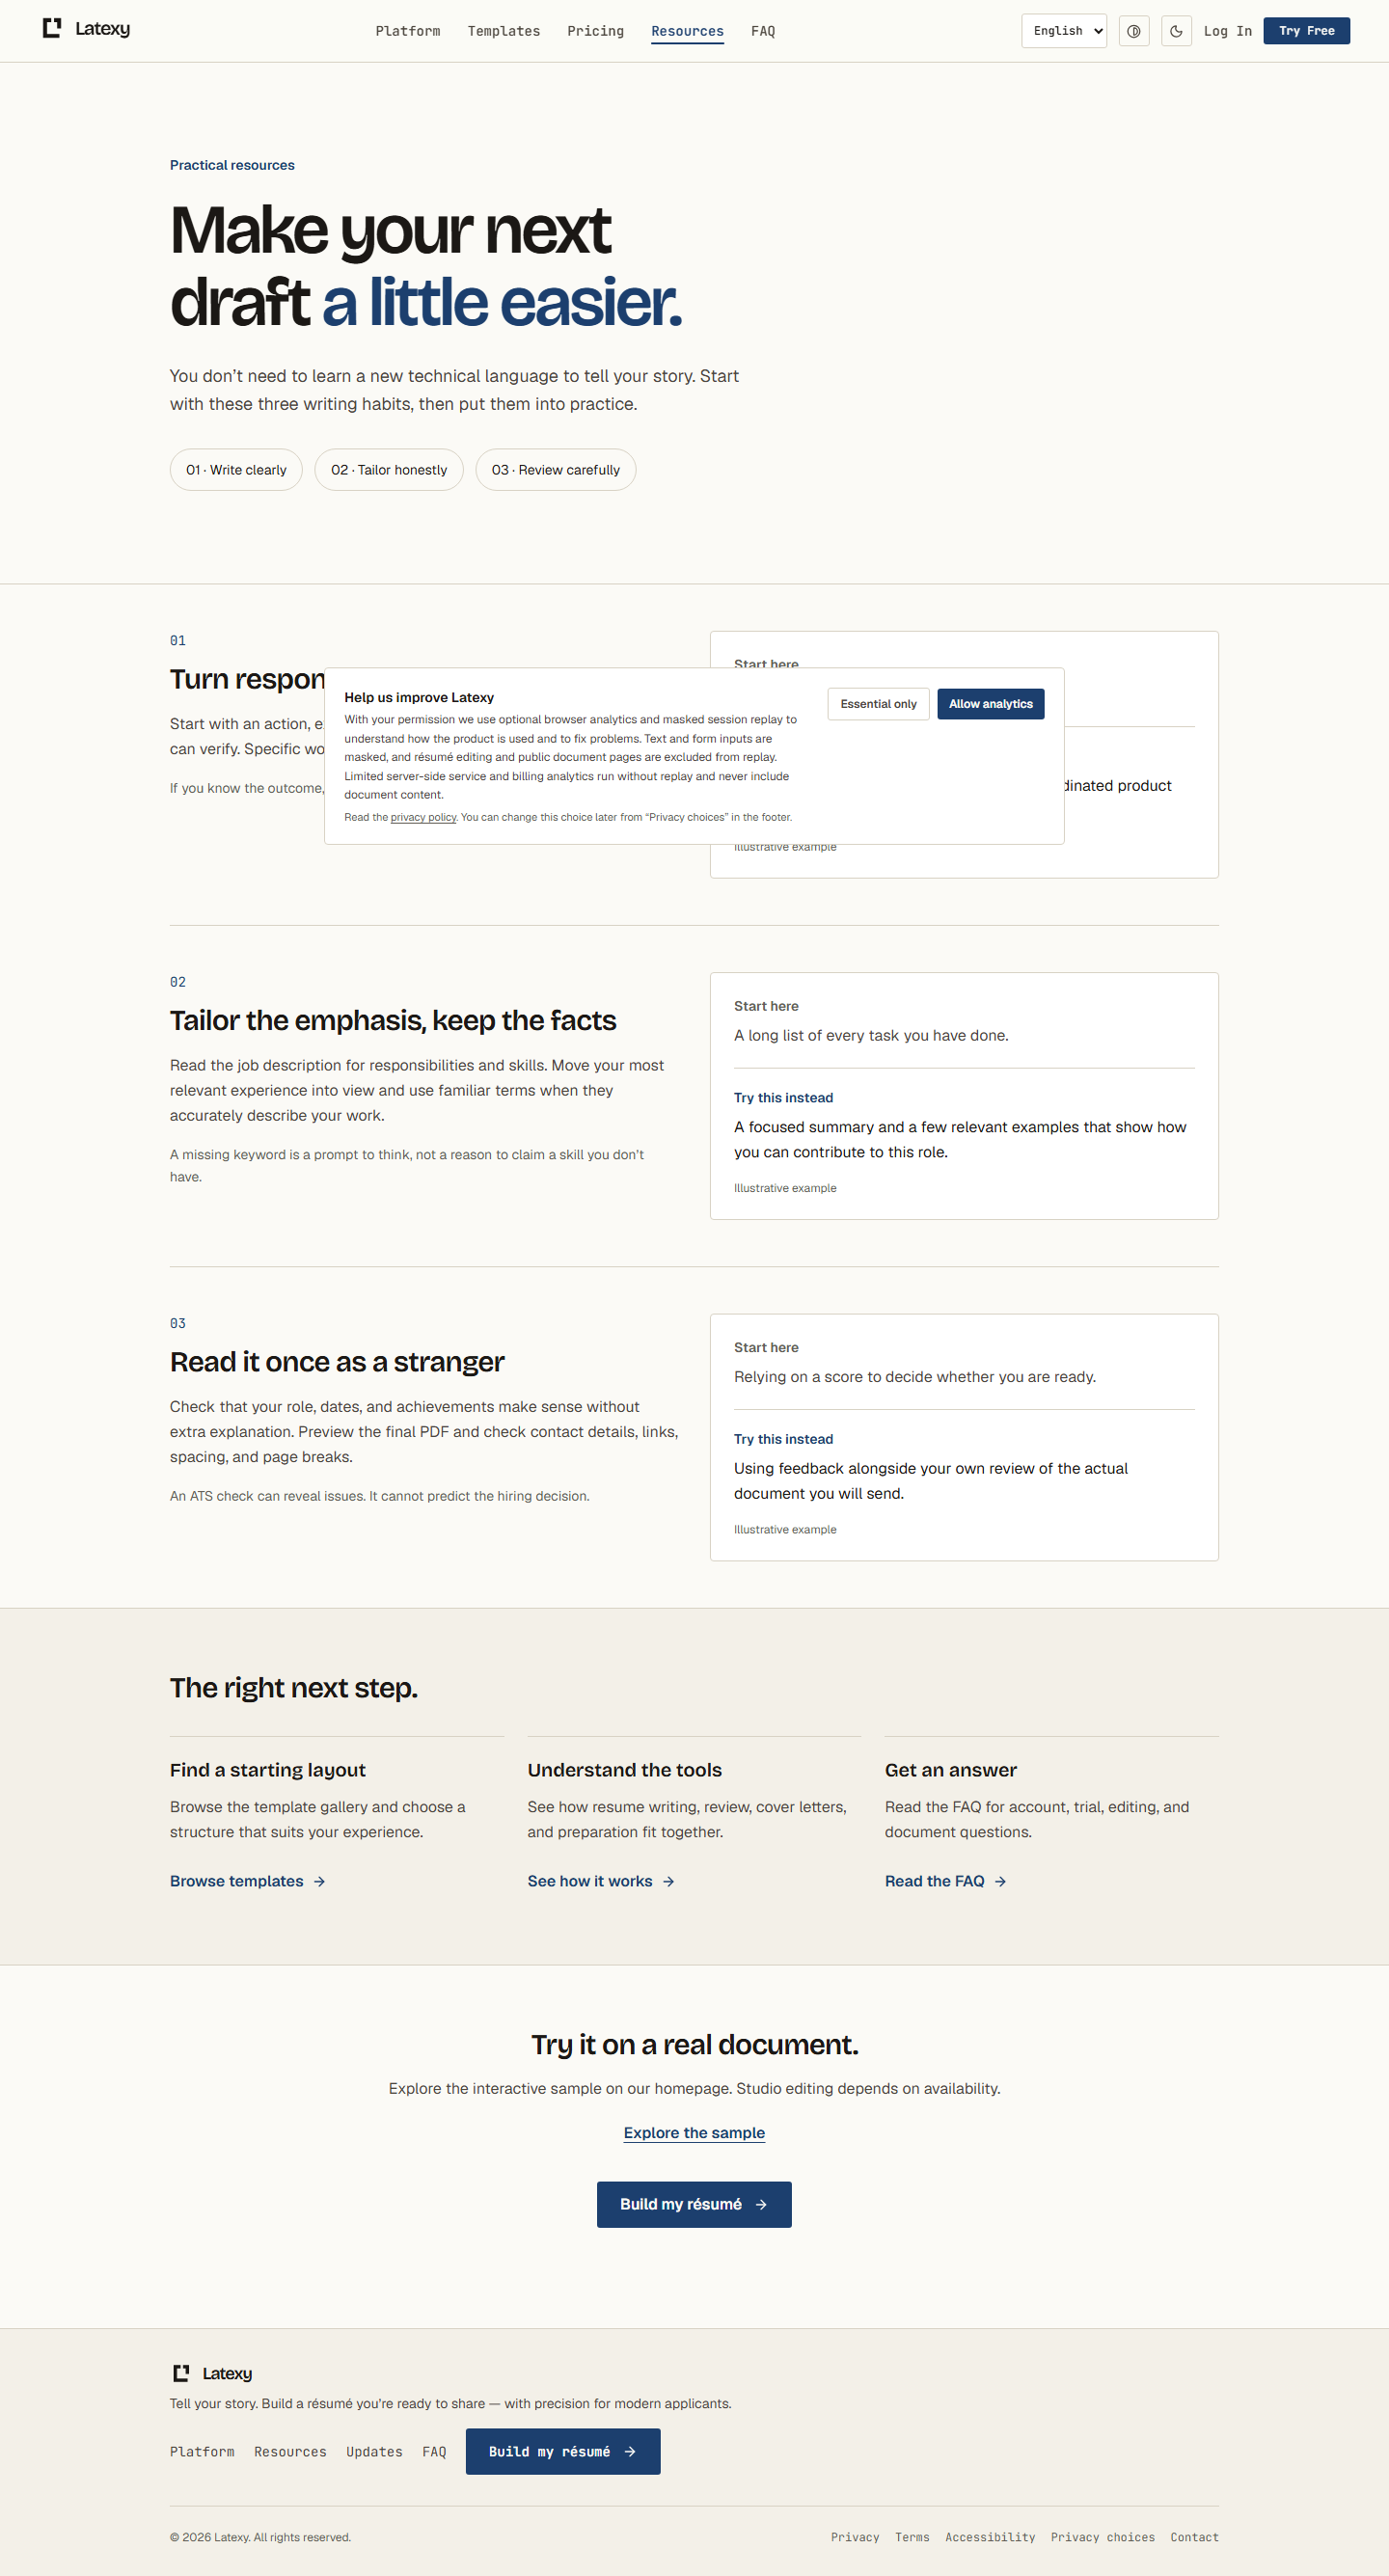 Latexy
Platform Templates Pricing Resources FAQ
English
Log In
Try Free
Practical resources
Make your next
draft a little easier.
You don’t need to learn a new technical language to tell your story. Start
with these three writing habits, then put them into practice.
01 · Write clearly
02 · Tailor honestly
03 · Review carefully
01
Turn respon
Start with an action, e
can verify. Specific wo
If you know the outcome,
Start here
dinated product
Illustrative example
Help us improve Latexy
With your permission we use optional browser analytics and masked session replay to
understand how the product is used and to fix problems. Text and form inputs are
masked, and résumé editing and public document pages are excluded from replay.
Limited server-side service and billing analytics run without replay and never include
document content.
Read the privacy policy. You can change this choice later from “Privacy choices” in the footer.
Essential only
Allow analytics
02
Tailor the emphasis, keep the facts
Read the job description for responsibilities and skills. Move your most
relevant experience into view and use familiar terms when they
accurately describe your work.
A missing keyword is a prompt to think, not a reason to claim a skill you don’t
have.
Start here
A long list of every task you have done.
Try this instead
A focused summary and a few relevant examples that show how
you can contribute to this role.
Illustrative example
03
Read it once as a stranger
Check that your role, dates, and achievements make sense without
extra explanation. Preview the final PDF and check contact details, links,
spacing, and page breaks.
An ATS check can reveal issues. It cannot predict the hiring decision.
Start here
Relying on a score to decide whether you are ready.
Try this instead
Using feedback alongside your own review of the actual
document you will send.
Illustrative example
The right next step.
Find a starting layout
Browse the template gallery and choose a
structure that suits your experience.
Browse templates →
Understand the tools
See how resume writing, review, cover letters,
and preparation fit together.
See how it works →
Get an answer
Read the FAQ for account, trial, editing, and
document questions.
Read the FAQ →
Try it on a real document.
Explore the interactive sample on our homepage. Studio editing depends on availability.
Explore the sample
Build my résumé →
Latexy
Tell your story. Build a résumé you’re ready to share — with precision for modern applicants.
Platform Resources Updates FAQ
Build my résumé →
© 2026 Latexy. All rights reserved.
Privacy Terms Accessibility Privacy choices Contact